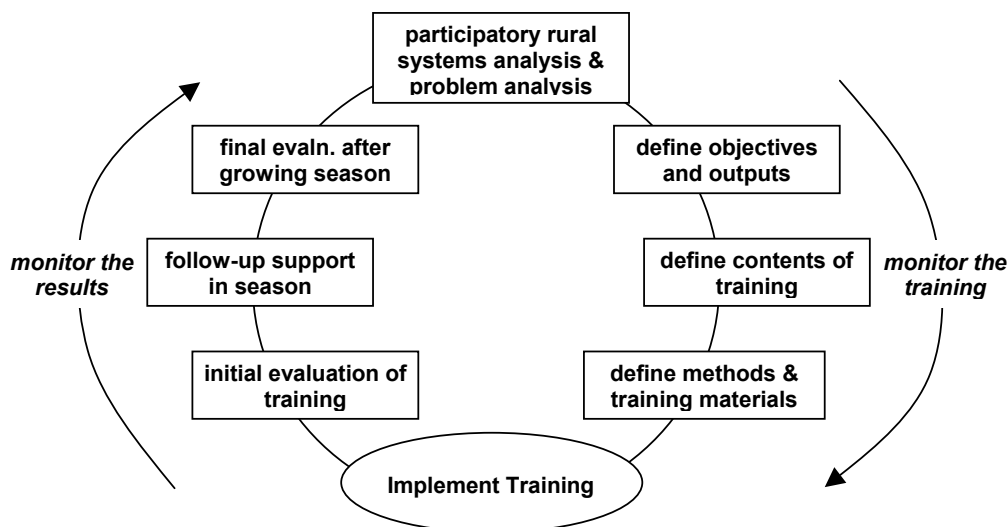 participatory rural
systems analysis &
problem analysis
final evaln. after
growing season
define objectives
and outputs
monitor the
results
follow-up support
in season
define contents of
training
monitor the
training
initial evaluation of
training
define methods &
training materials
Implement Training